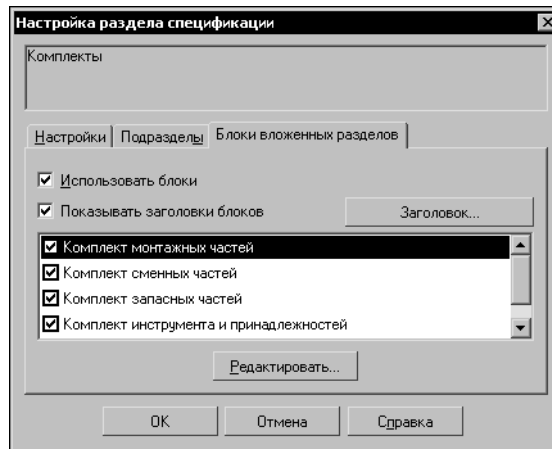 Настройка раздела спецификации
Комплекты
Настройки Подразделы Блоки вложенных разделов
Использовать блоки
Показывать заголовки блоков Заголовок...
Комплект монтажных частей
Комплект сменных частей
Комплект запасных частей
Комплект инструмента и принадлежностей
Редактировать...
OK Отмена Справка